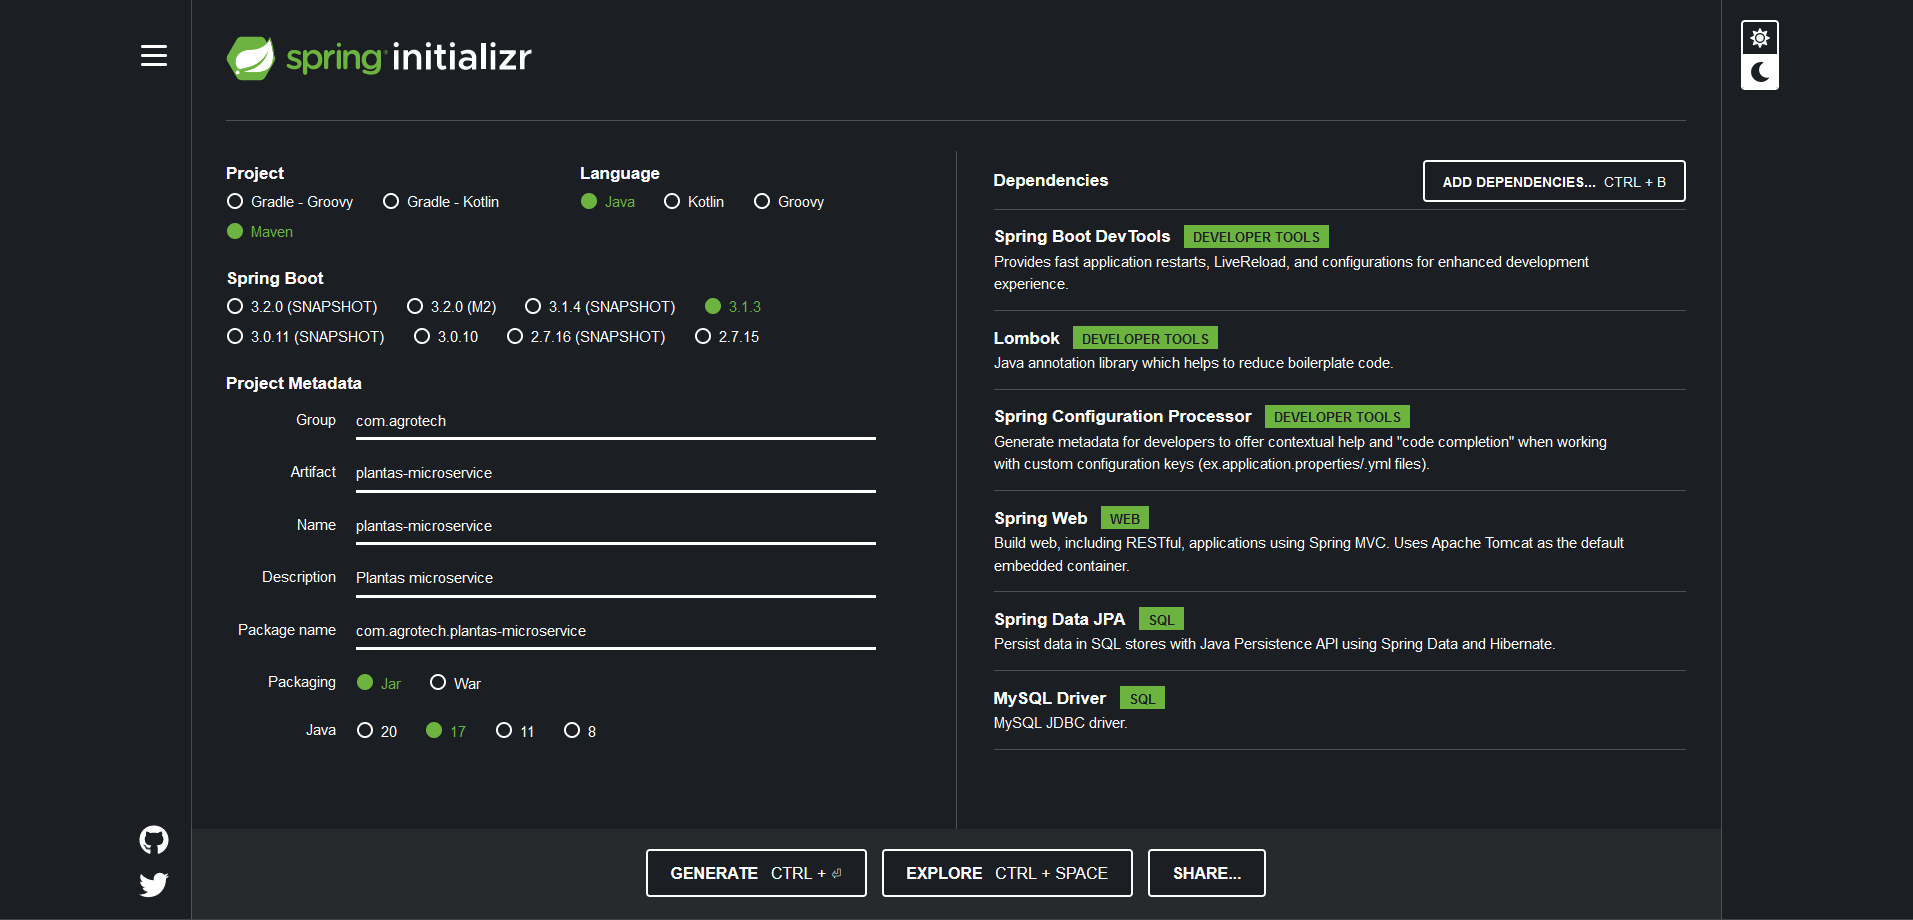 spring initializr
Project
Gradle - Groovy Gradle - Kotlin
Maven
Language
Java Kotlin Groovy
Spring Boot
3.2.0 (SNAPSHOT) 3.2.0 (M2) 3.1.4 (SNAPSHOT) 3.1.3
3.0.11 (SNAPSHOT) 3.0.10 2.7.16 (SNAPSHOT) 2.7.15
Project Metadata
Group com.agrotech
Artifact plantas-microservice
Name plantas-microservice
Description Plantas microservice
Package name com.agrotech.plantas-microservice
Packaging Jar War
Java 20 17 11 8
Dependencies
ADD DEPENDENCIES... CTRL + B
Spring Boot DevTools DEVELOPER TOOLS
Provides fast application restarts, LiveReload, and configurations for enhanced development
experience.
Lombok DEVELOPER TOOLS
Java annotation library which helps to reduce boilerplate code.
Spring Configuration Processor DEVELOPER TOOLS
Generate metadata for developers to offer contextual help and "code completion" when working
with custom configuration keys (ex.application.properties/.yml files).
Spring Web WEB
Build web, including RESTful, applications using Spring MVC. Uses Apache Tomcat as the default
embedded container.
Spring Data JPA SQL
Persist data in SQL stores with Java Persistence API using Spring Data and Hibernate.
MySQL Driver SQL
MySQL JDBC driver.
GENERATE CTRL + ⏎
EXPLORE CTRL + SPACE
SHARE...